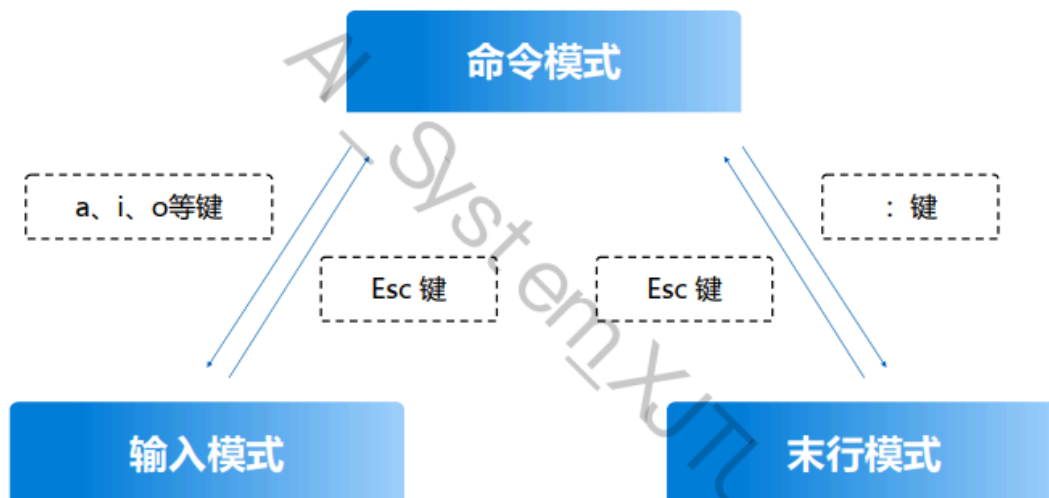 命令模式
a、i、o等键
：键
Esc 键
Esc 键
输入模式
末行模式
AI_System_XJTU